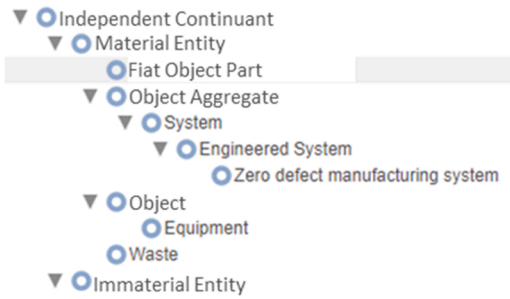 Independent Continuant
Material Entity
Fiat Object Part
Object Aggregate
System
Engineered System
Zero defect manufacturing system
Object
Equipment
Waste
Immaterial Entity